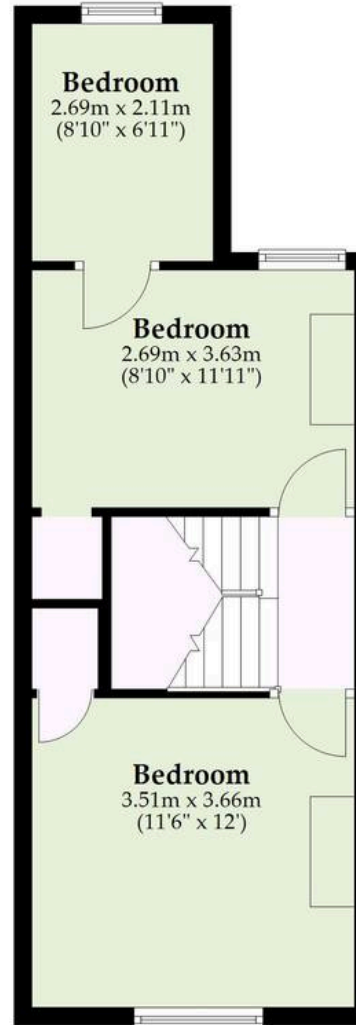 Bedroom
2.69m x 2.11m
(8'10" x 6'11")
Bedroom
2.69m x 3.63m
(8'10" x 11'11")
Bedroom
3.51m x 3.66m
(11'6" x 12')